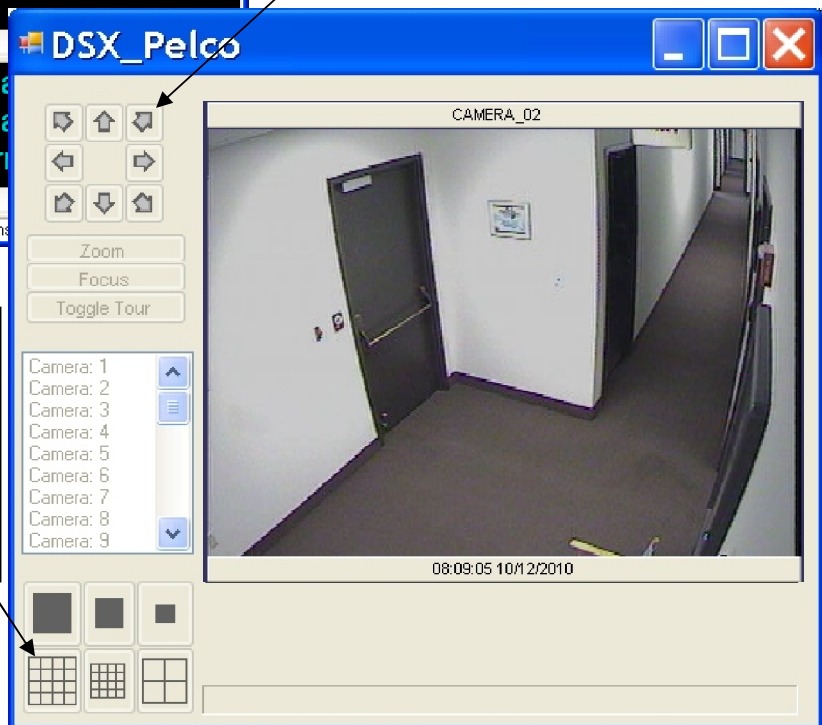 DSX_Pelco
CAMERA_02
Zoom
Focus
Toggle Tour
Camera: 1
Camera: 2
Camera: 3
Camera: 4
Camera: 5
Camera: 6
Camera: 7
Camera: 8
Camera: 9
08:09:05 10/12/2010